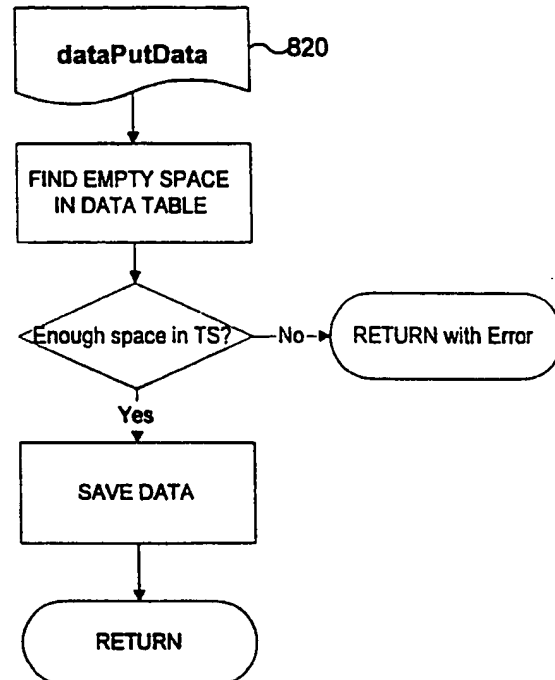 dataPutData
820
FIND EMPTY SPACE
IN DATA TABLE
Enough space in TS?
No
RETURN with Error
Yes
SAVE DATA
RETURN